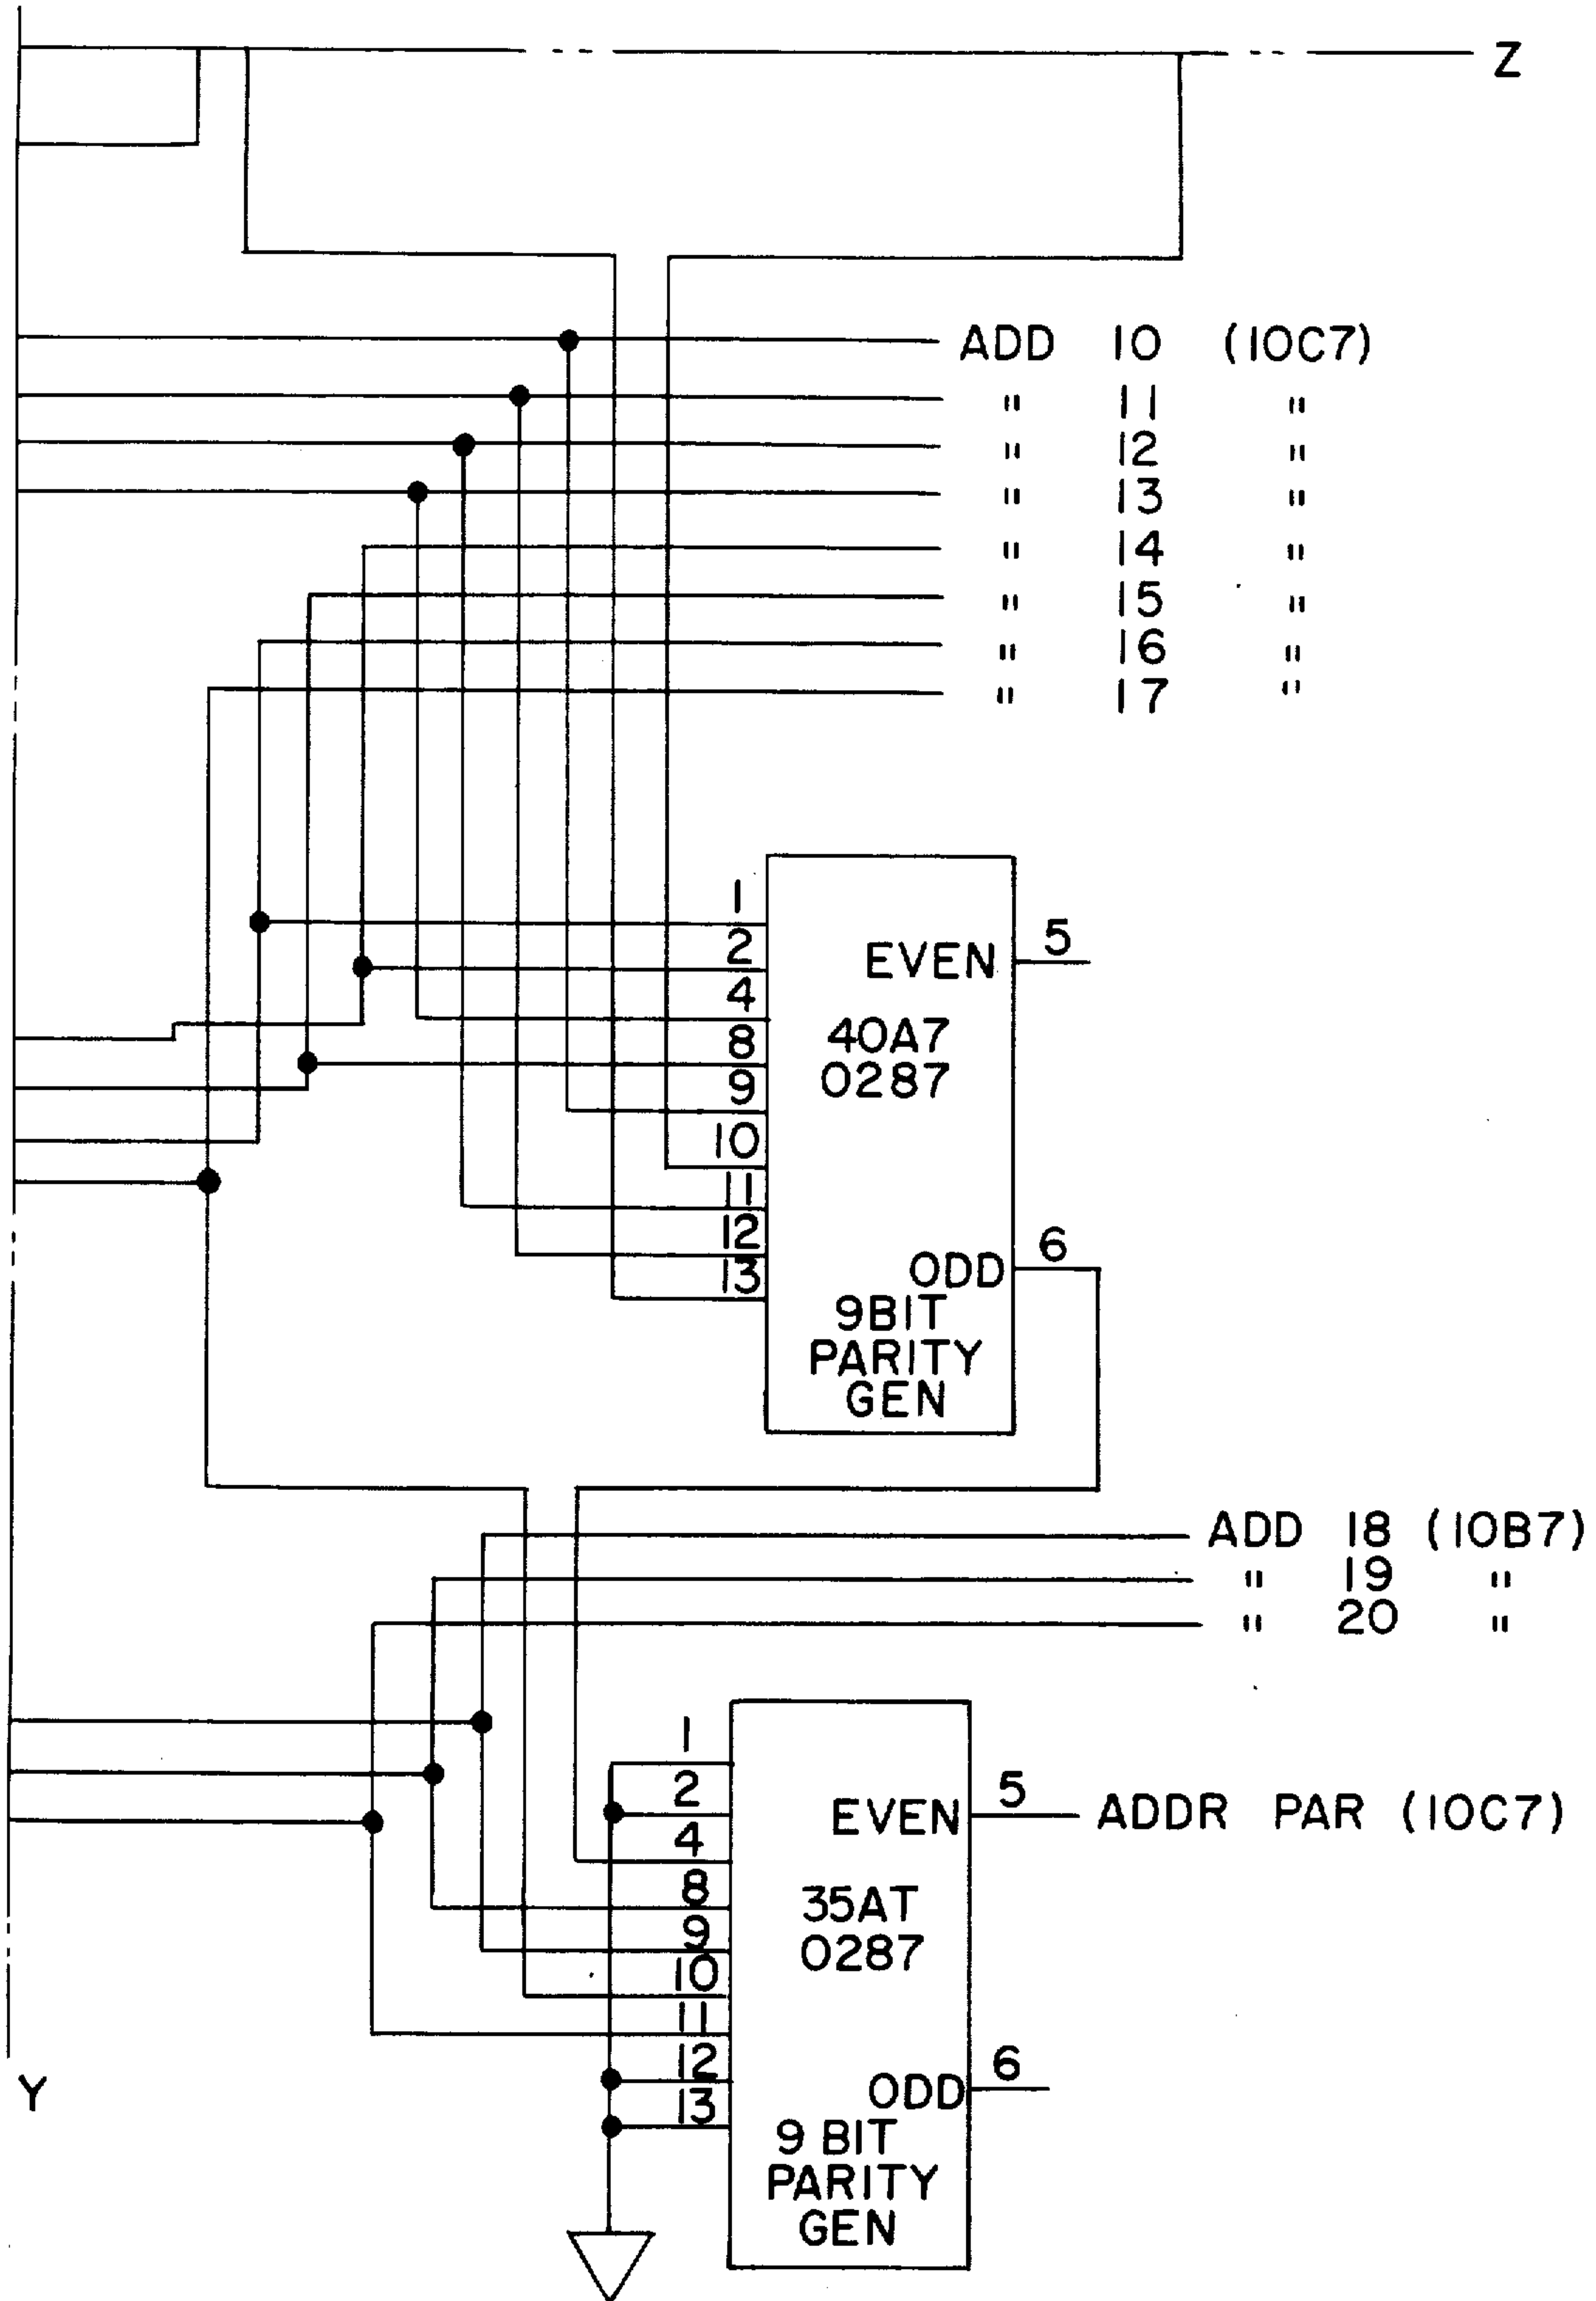 Z
ADD 10 (10C7)
" 11 "
" 12 "
" 13 "
" 14 "
" 15 "
" 16 "
" 17 "
1
2
4
8
9
10
11
12
13
EVEN 5
40A7
0287
ODD 6
9BIT
PARITY
GEN
ADD 18 (10B7)
" 19 "
" 20 "
1
2
4
8
9
10
11
12
13
EVEN 5 ADDR PAR (10C7)
35AT
0287
ODD 6
9 BIT
PARITY
GEN
Y